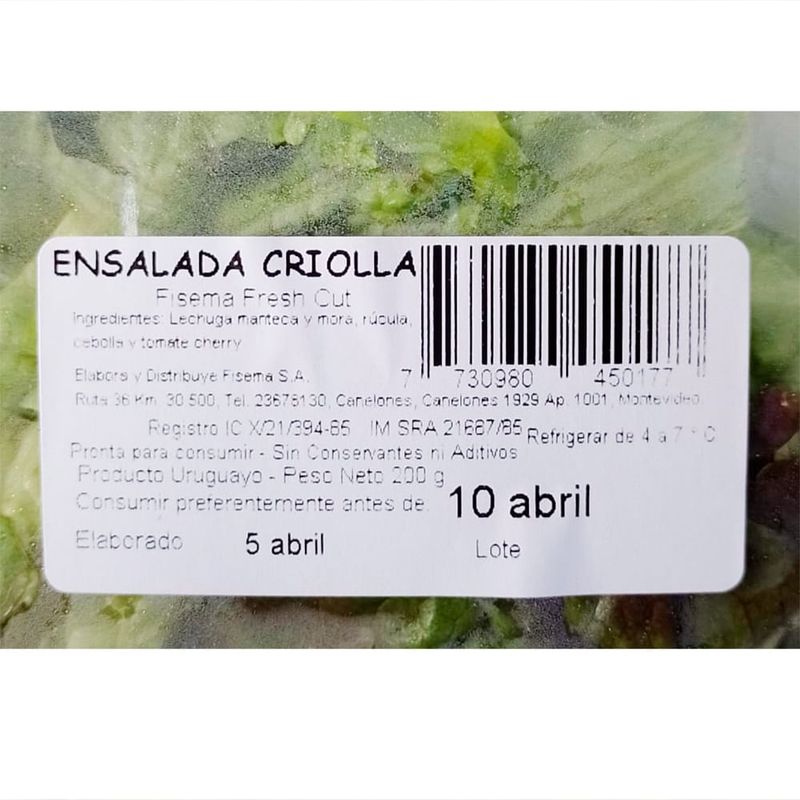 ENSALADA CRIOLLA
Fisema Fresh Cut
Ingredientes: Lechuga manteca y mora, rúcula,
cebolla y tomate cherry
Elabora y Distribuye Fisema S.A.
7 730980 450177
Ruta 36 Km. 30 500, Tel. 23676130, Canelones, Canelones 1929 Ap. 1001, Montevideo.
Registro IC X/21/394-65 IM SRA 21687/85 Refrigerar de 4 a 7 ° C
Pronta para consumir - Sin Conservantes ni Aditivos
Producto Uruguayo - Peso Neto 200 g
Consumir preferentemente antes de: 10 abril
Elaborado 5 abril Lote